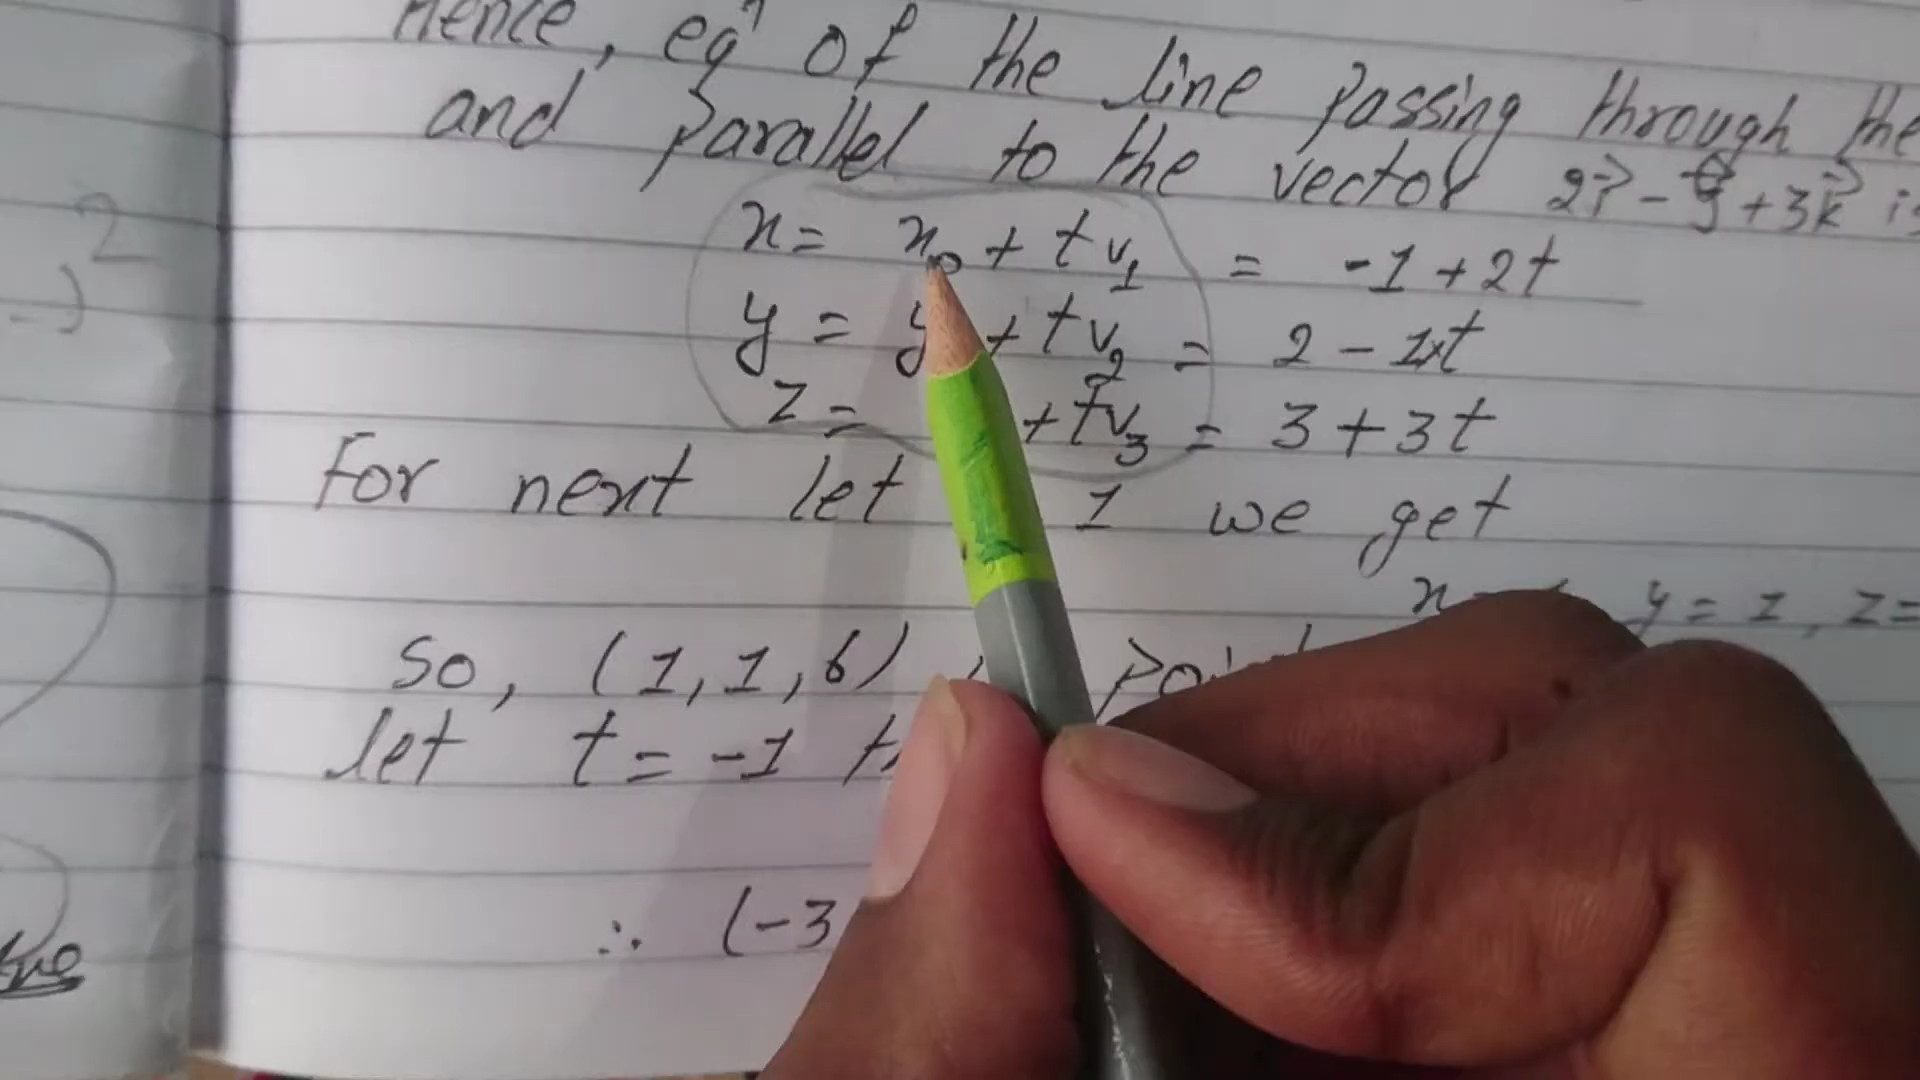 Hence, eqn of the line passing through the
and parallel to the vector 2i⃗ - j⃗ + 3k⃗ is
x = x₀ + tv₁ = -1 + 2t
y = y + tv₂ = 2 - 1×t
z = + tv₃ = 3 + 3t
For next let 1 we get
x = y = 1, z =
so, (1, 1, 6)
let t = -1
∴ (-3